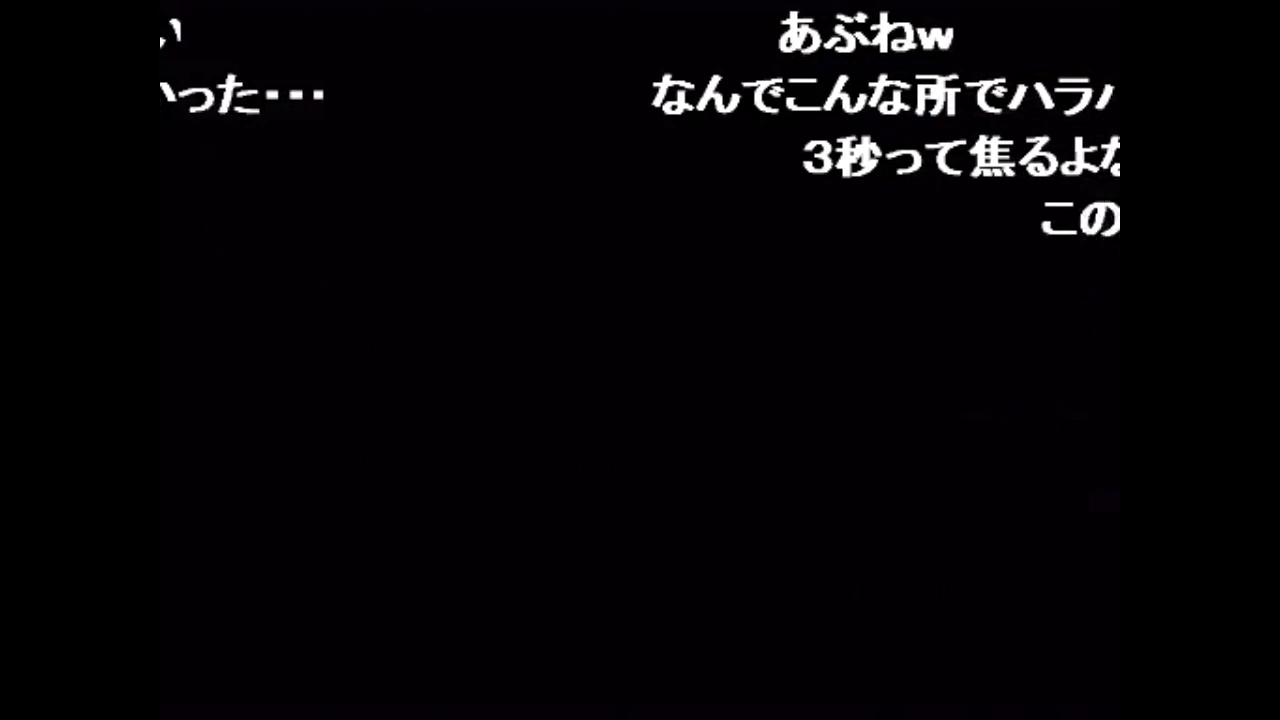 い
あぶねw
った･･･
なんでこんな所でハラ
3秒って焦るよな
この